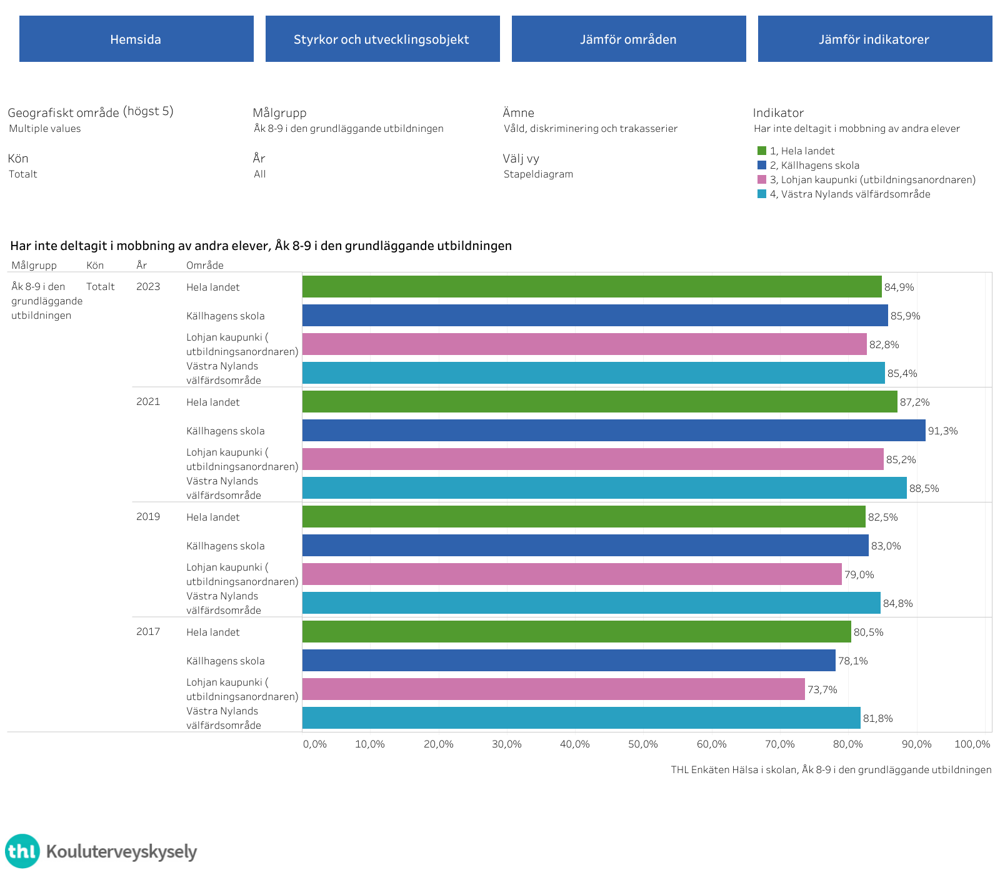 Hemsida
Styrkor och utvecklingsobjekt
Jämför områden
Jämför indikatorer
Geografiskt område (högst 5)
Multiple values
Målgrupp
Åk 8-9 i den grundläggande utbildningen
Ämne
Våld, diskriminering och trakasserier
Indikator
Har inte deltagit i mobbning av andra elever
Kön
Totalt
År
All
Välj vy
Stapeldiagram
1, Hela landet
2, Källhagens skola
3, Lohjan kaupunki (utbildningsanordnaren)
4, Västra Nylands välfärdsområde
Har inte deltagit i mobbning av andra elever, Åk 8-9 i den grundläggande utbildningen
Målgrupp Kön År Område
Åk 8-9 i den
grundläggande
utbildningen
Totalt
2023
Hela landet 84,9%
Källhagens skola 85,9%
Lohjan kaupunki (
utbildningsanordnaren) 82,8%
Västra Nylands
välfärdsområde 85,4%
2021
Hela landet 87,2%
Källhagens skola 91,3%
Lohjan kaupunki (
utbildningsanordnaren) 85,2%
Västra Nylands
välfärdsområde 88,5%
2019
Hela landet 82,5%
Källhagens skola 83,0%
Lohjan kaupunki (
utbildningsanordnaren) 79,0%
Västra Nylands
välfärdsområde 84,8%
2017
Hela landet 80,5%
Källhagens skola 78,1%
Lohjan kaupunki (
utbildningsanordnaren) 73,7%
Västra Nylands
välfärdsområde 81,8%
0,0% 10,0% 20,0% 30,0% 40,0% 50,0% 60,0% 70,0% 80,0% 90,0% 100,0%
THL Enkäten Hälsa i skolan, Åk 8-9 i den grundläggande utbildningen
thl Kouluterveyskysely